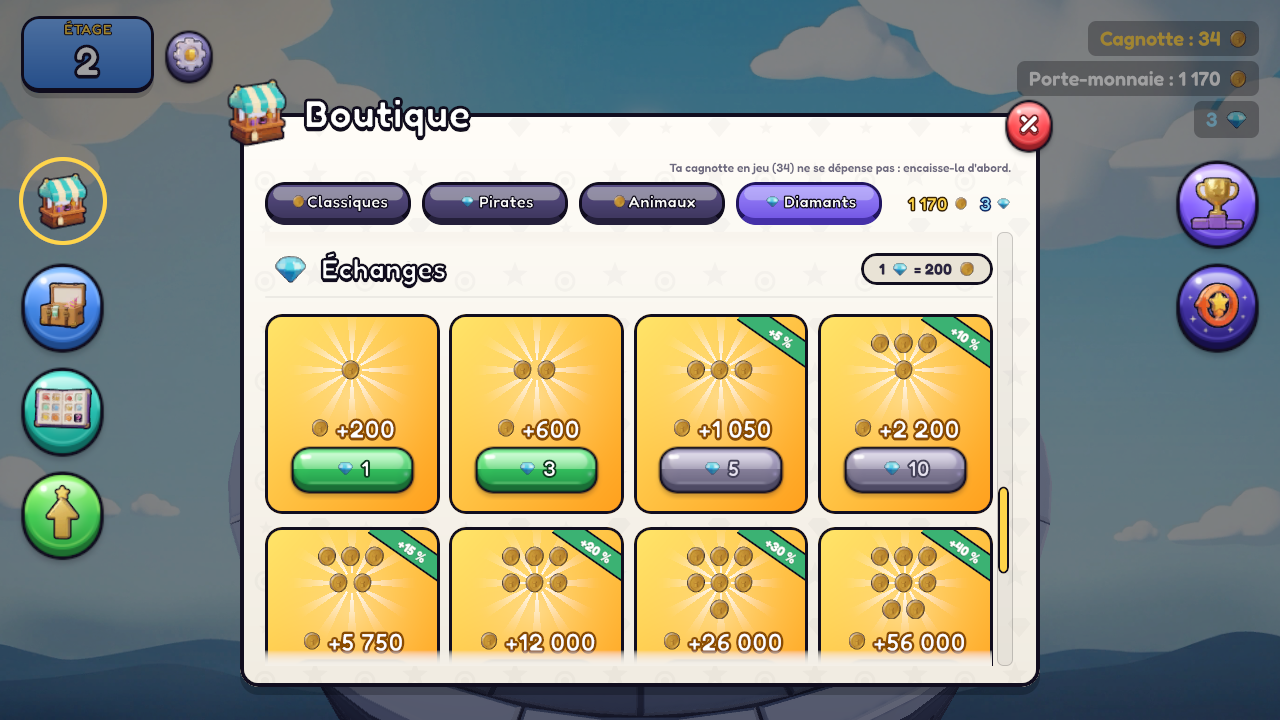 ÉTAGE
2
Cagnotte : 34
Porte-monnaie : 1 170
3
Boutique
Ta cagnotte en jeu (34) ne se dépense pas : encaisse-la d'abord.
Classiques
Pirates
Animaux
Diamants
1 170
3
Échanges
1 = 200
+200
1
+600
3
+5 %
+1 050
5
+10 %
+2 200
10
+15 %
+5 750
+20 %
+12 000
+30 %
+26 000
+40 %
+56 000